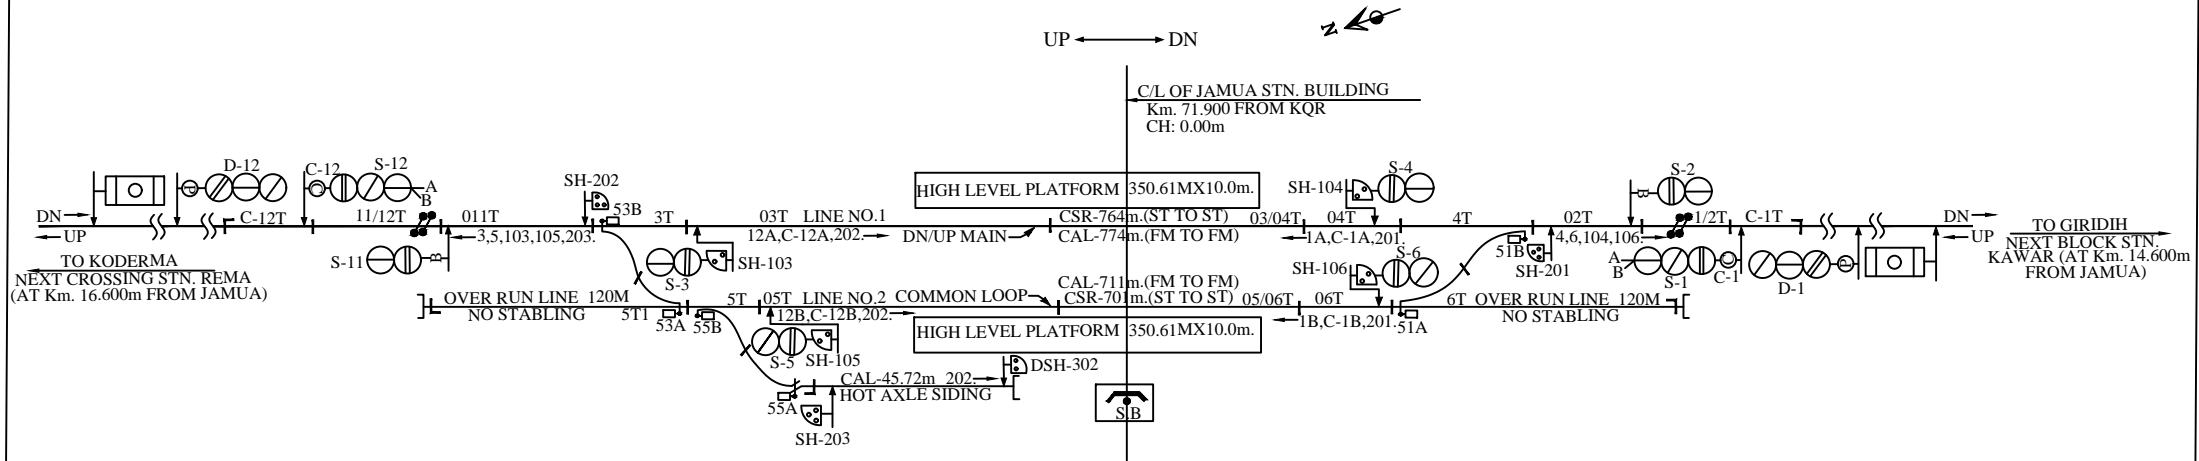 N
UP DN
C/L OF JAMUA STN. BUILDING
Km. 71.900 FROM KQR
CH: 0.00m
D-12
C-12
S-12
P
C
A
B
SH-202
53B
HIGH LEVEL PLATFORM 350.61MX10.0m.
SH-104
S-4
S-2
B
DN
UP
C-12T
11/12T
011T
3T
03T LINE NO.1
CSR-764m.(ST TO ST)
03/04T
04T
4T
02T
1/2T
C-1T
DN
UP
3,5,103,105,203.
12A,C-12A,202.
DN/UP MAIN
CAL-774m.(FM TO FM)
1A,C-1A,201.
4,6,104,106.
TO KODERMA
NEXT CROSSING STN. REMA
(AT Km. 16.600m FROM JAMUA)
S-11
B
S-3
SH-103
SH-106
S-6
51B
SH-201
A
B
S-1
C
C-1
D-1
P
TO GIRIDIH
NEXT BLOCK STN.
KAWAR (AT Km. 14.600m
FROM JAMUA)
CAL-711m.(FM TO FM)
OVER RUN LINE 120M
NO STABLING
5T1
53A
55B
5T
05T LINE NO.2
COMMON LOOP
CSR-701m.(ST TO ST)
05/06T
06T
6T OVER RUN LINE 120M
NO STABLING
12B,C-12B,202.
1B,C-1B,201.
51A
HIGH LEVEL PLATFORM 350.61MX10.0m.
S-5
SH-105
DSH-302
CAL-45.72m 202.
HOT AXLE SIDING
55A
SH-203
S.B